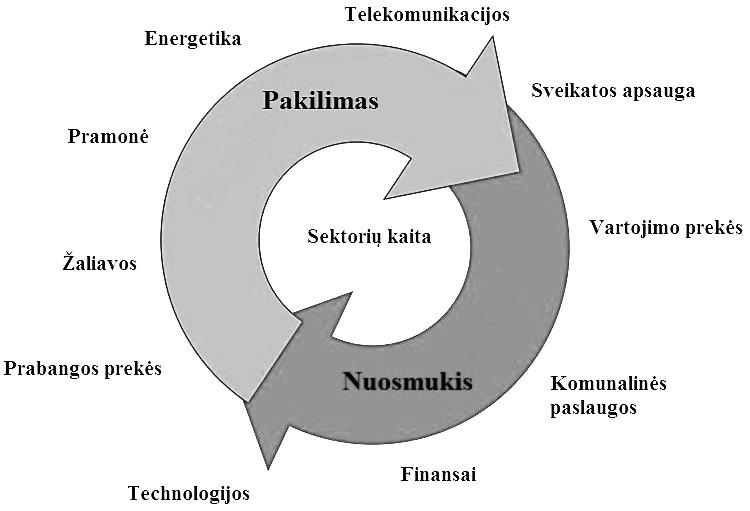 Telekomunikacijos
Energetika
Sveikatos apsauga
Pakilimas
Pramonė
Vartojimo prekės
Sektorių kaita
Žaliavos
Prabangos prekės
Nuosmukis
Komunalinės
paslaugos
Finansai
Technologijos